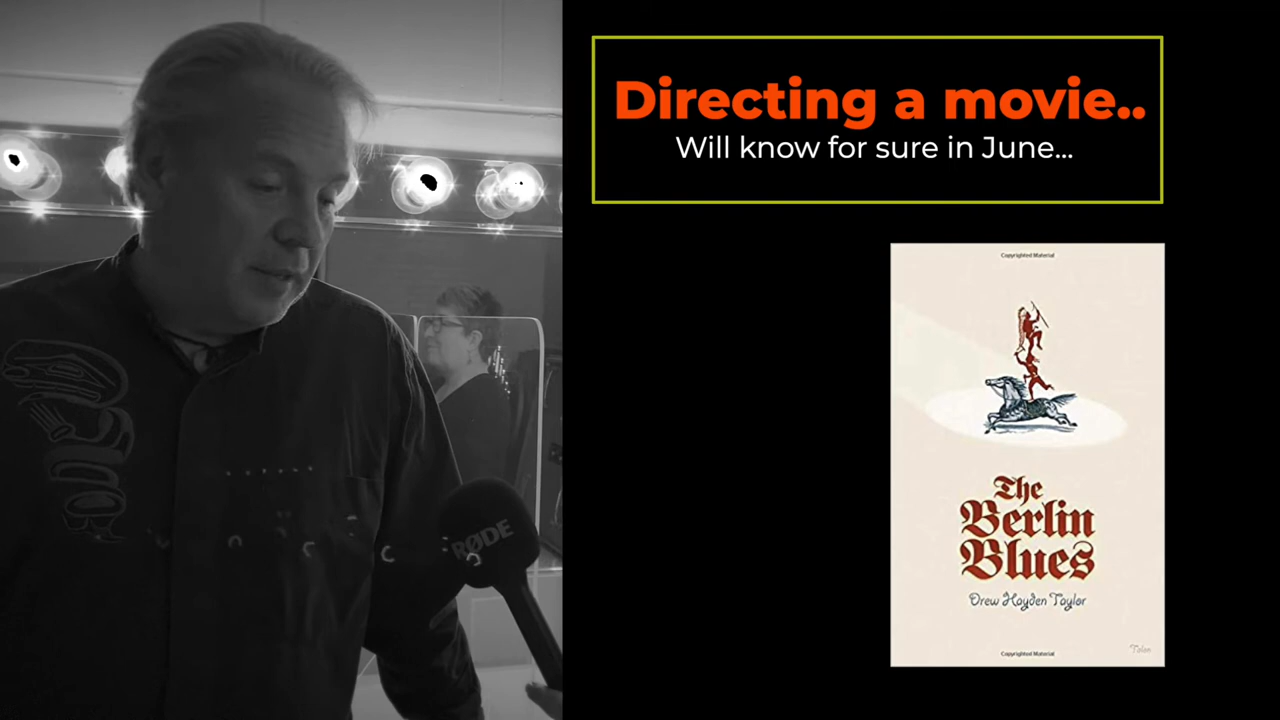 Directing a movie..
Will know for sure in June...
Copyrighted Material
The
Berlin
Blues
Drew Hayden Taylor
Copyrighted Material
Talon
RØDE